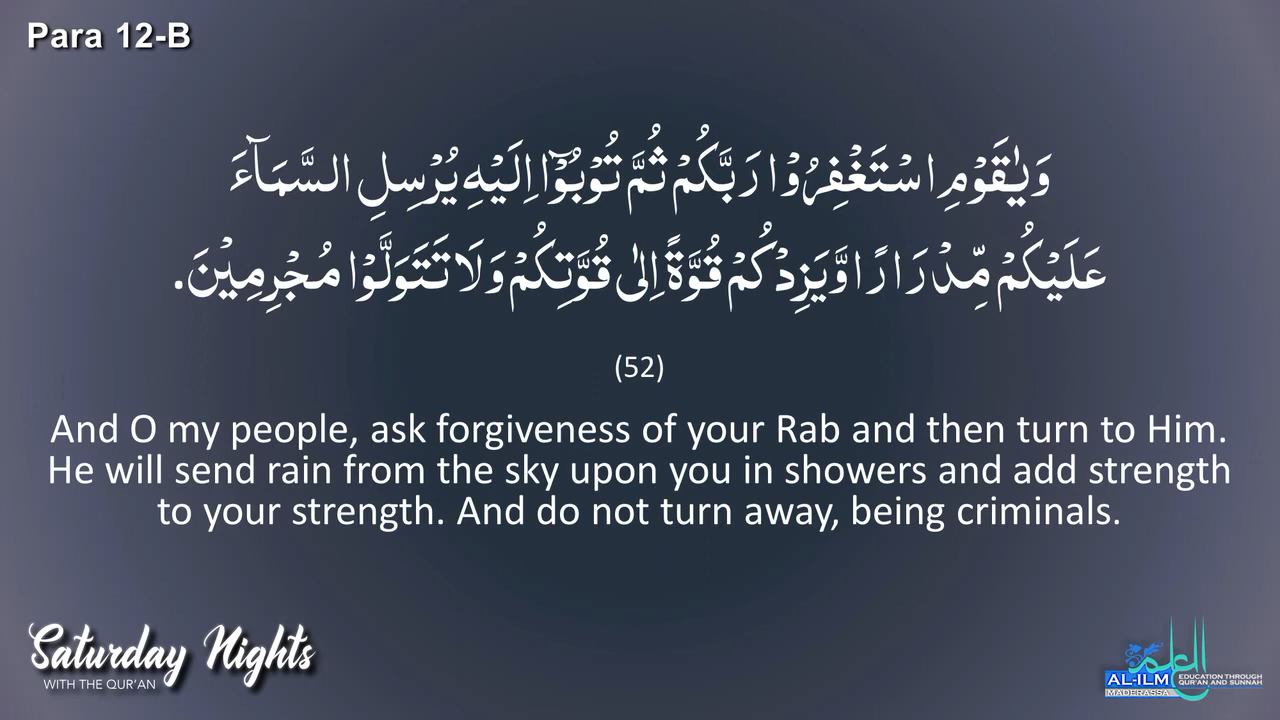 Para 12-B
وَيٰقَوْمِ اسْتَغْفِرُوْا رَبَّكُمْ ثُمَّ تُوْبُوْٓا اِلَيْهِ يُرْسِلِ السَّمَآءَ
عَلَيْكُمْ مِّدْرَارًا وَّيَزِدْكُمْ قُوَّةً اِلٰى قُوَّتِكُمْ وَلَا تَتَوَلَّوْا مُجْرِمِيْنَ.
(52)
And O my people, ask forgiveness of your Rab and then turn to Him.
He will send rain from the sky upon you in showers and add strength
to your strength. And do not turn away, being criminals.
Saturday Nights
WITH THE QUR'AN
العلم
AL-ILM
MADERASSA
EDUCATION THROUGH
QUR'AN AND SUNNAH